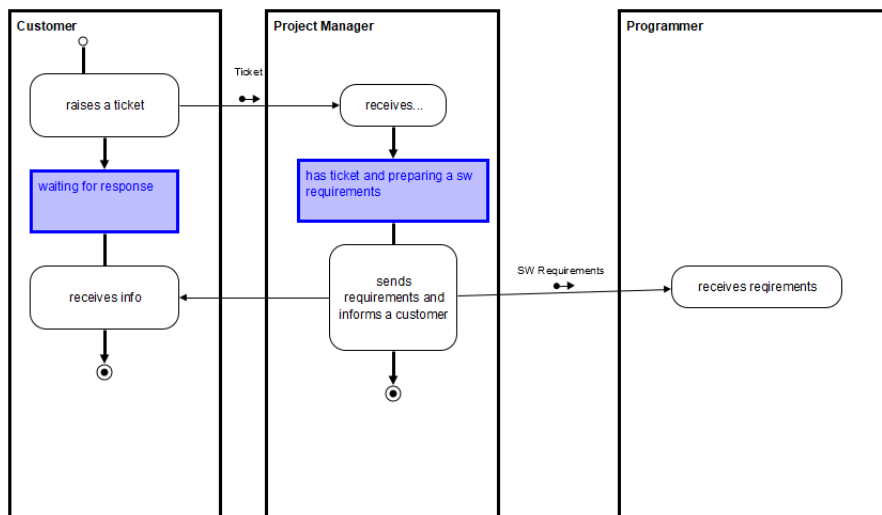 Customer
Project Manager
Programmer
Ticket
raises a ticket
receives...
waiting for response
has ticket and preparing a sw
requirements
SW Requirements
receives info
sends
requirements and
informs a customer
receives reqirements